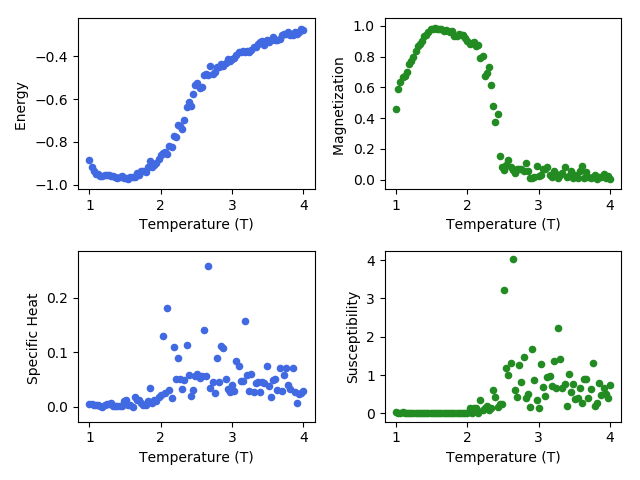 Energy
−0.4
−0.6
−0.8
−1.0
1 2 3 4
Temperature (T)
Magnetization
1.0
0.8
0.6
0.4
0.2
0.0
1 2 3 4
Temperature (T)
Specific Heat
0.2
0.1
0.0
1 2 3 4
Temperature (T)
Susceptibility
4
3
2
1
0
1 2 3 4
Temperature (T)